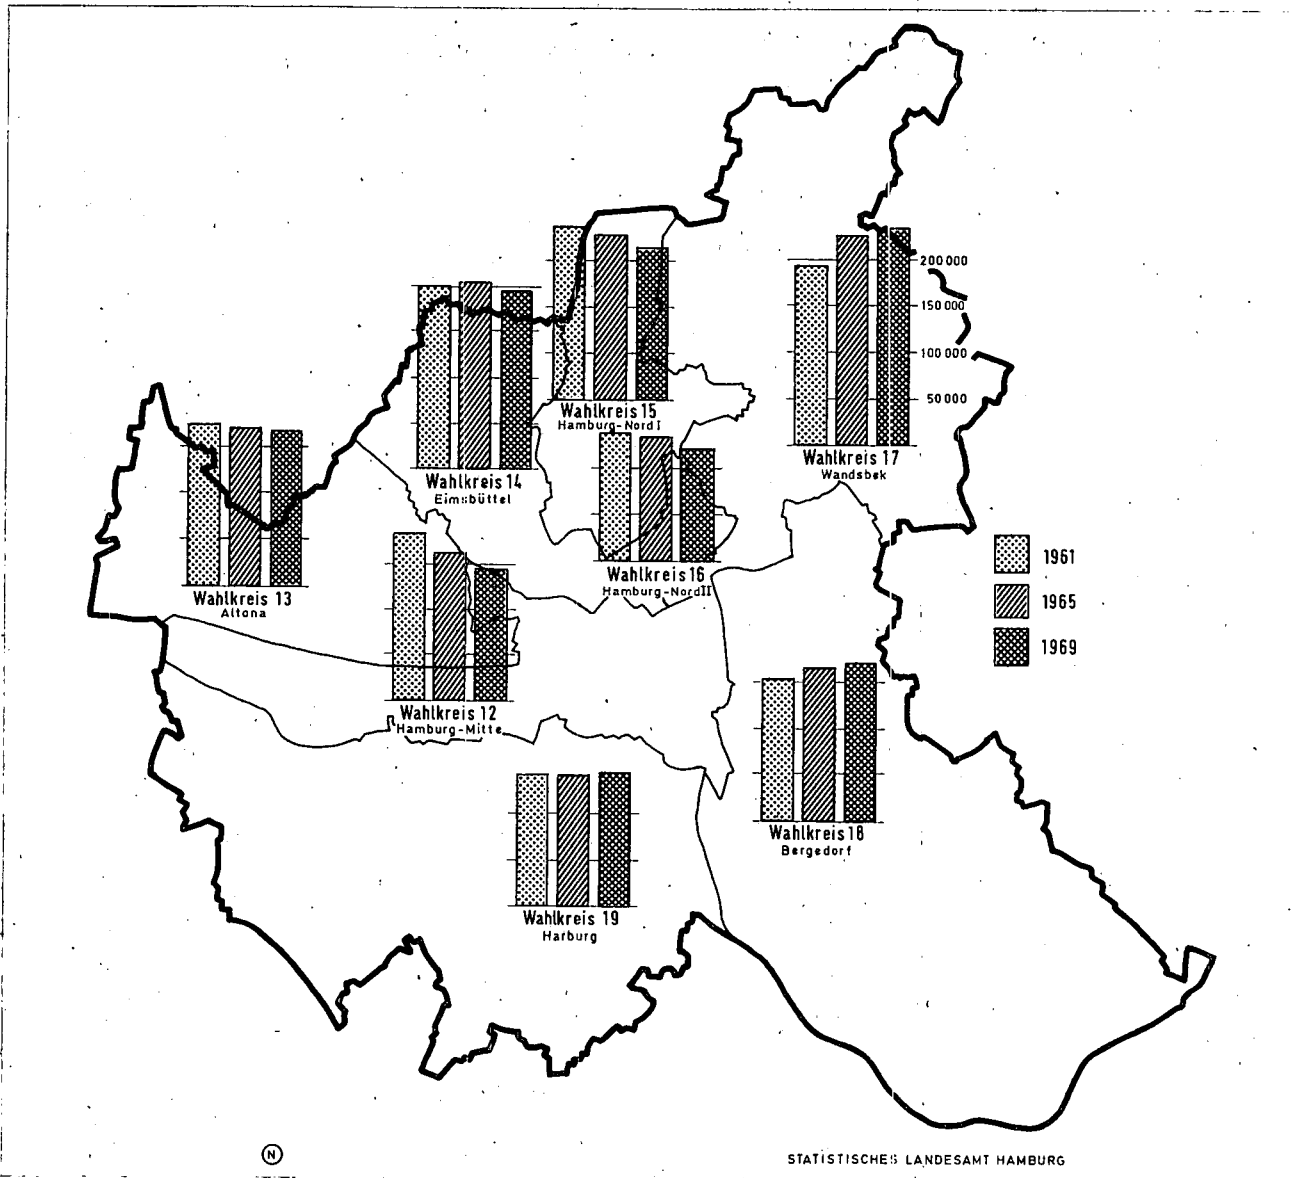 200 000
150 000
100 000
50 000
Wahlkreis 15
Hamburg-Nord I
Wahlkreis 17
Wandsbek
Wahlkreis 14
Eimsbüttel
Wahlkreis 16
Hamburg-Nord II
Wahlkreis 13
Altona
1961
1965
1969
Wahlkreis 12
Hamburg-Mitte
Wahlkreis 18
Bergedorf
Wahlkreis 19
Harburg
N
STATISTISCHES LANDESAMT HAMBURG